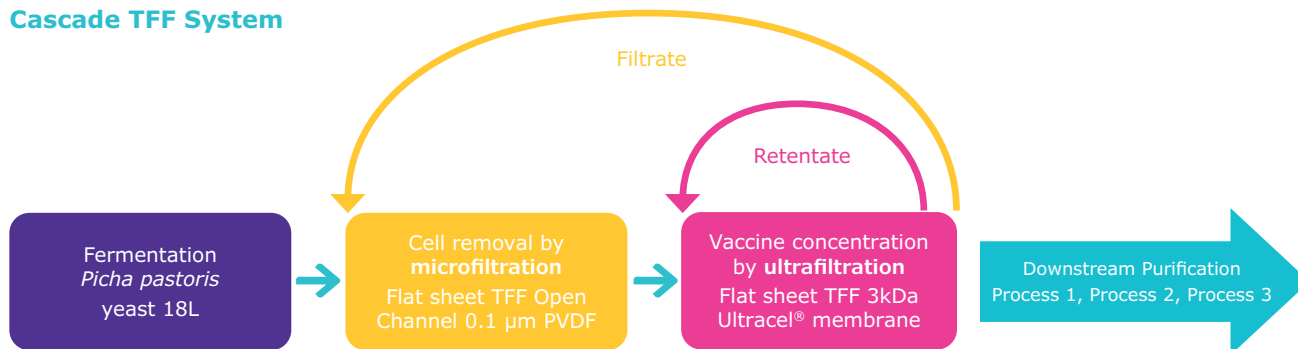 Cascade TFF System
Filtrate
Retentate
Fermentation
Picha pastoris
yeast 18L
Cell removal by
microfiltration
Flat sheet TFF Open
Channel 0.1 µm PVDF
Vaccine concentration
by ultrafiltration
Flat sheet TFF 3kDa
Ultracel® membrane
Downstream Purification
Process 1, Process 2, Process 3